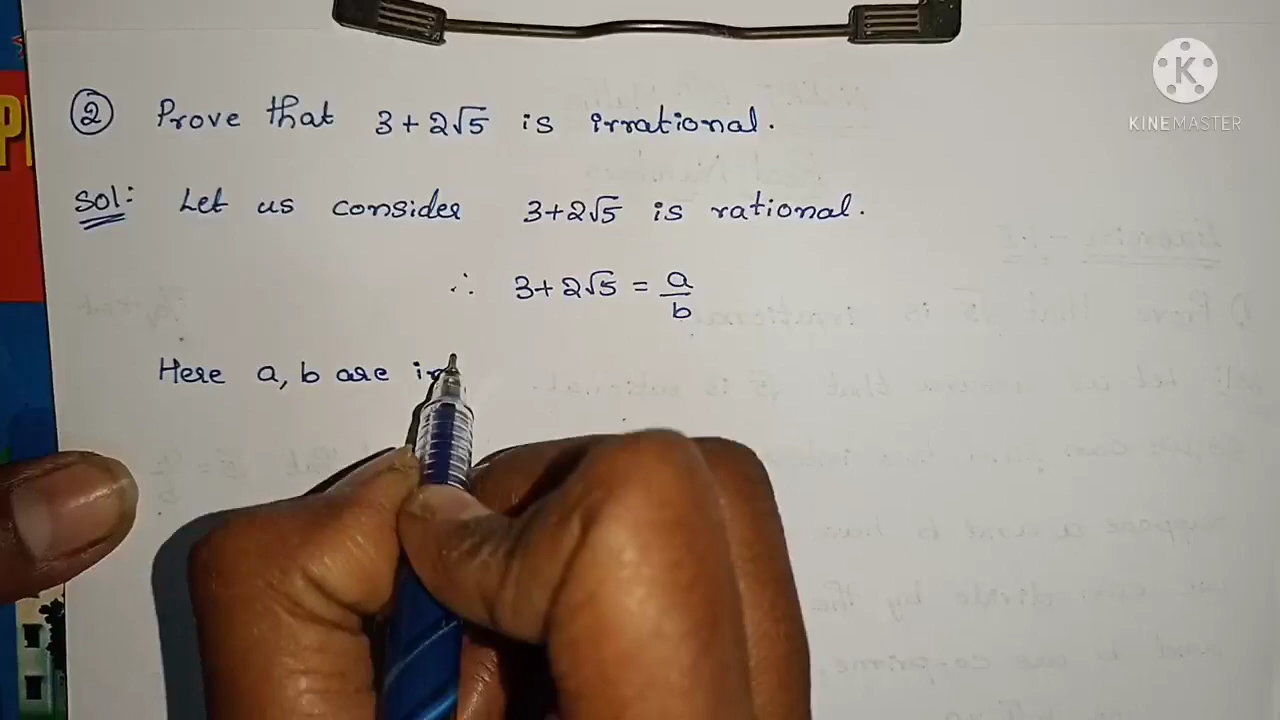 ② Prove that 3+2√5 is irrational.
Sol: Let us consider 3+2√5 is rational.
∴ 3+2√5 = a/b
Here a, b are in
KINEMASTER